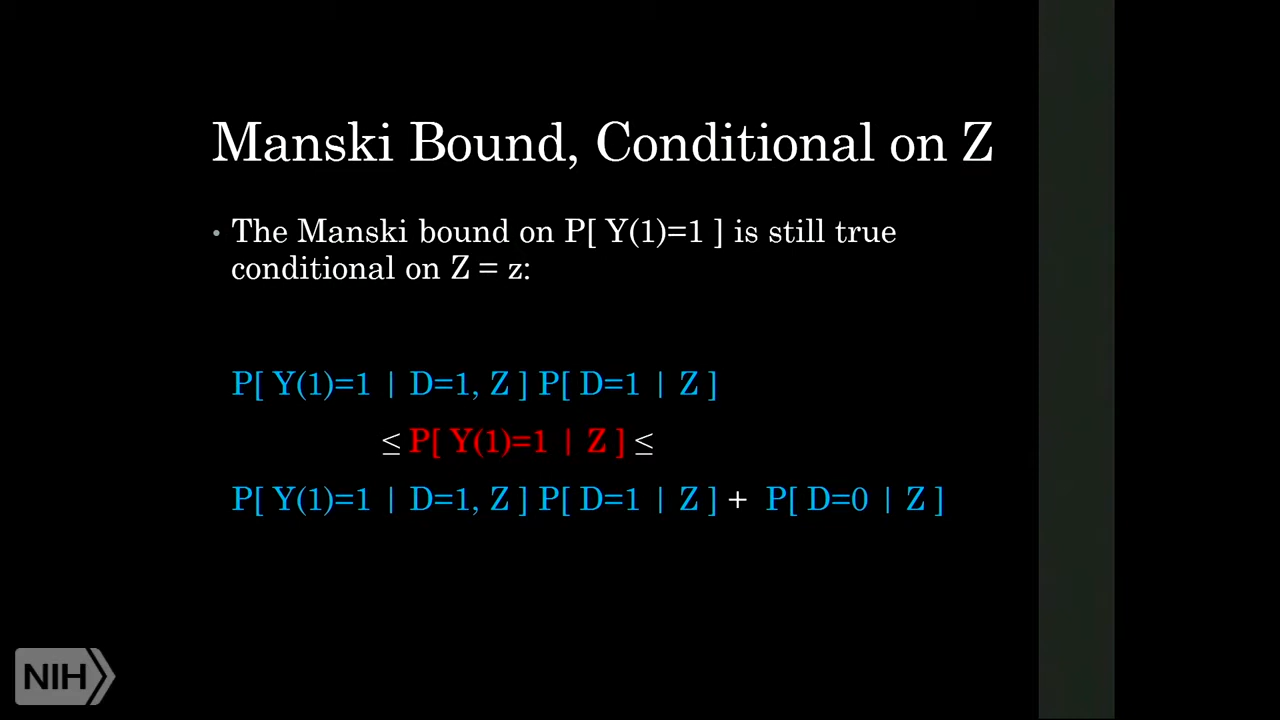 Manski Bound, Conditional on Z
• The Manski bound on P[ Y(1)=1 ] is still true
conditional on Z = z:
P[ Y(1)=1 | D=1, Z ] P[ D=1 | Z ]
≤ P[ Y(1)=1 | Z ] ≤
P[ Y(1)=1 | D=1, Z ] P[ D=1 | Z ] + P[ D=0 | Z ]
NIH